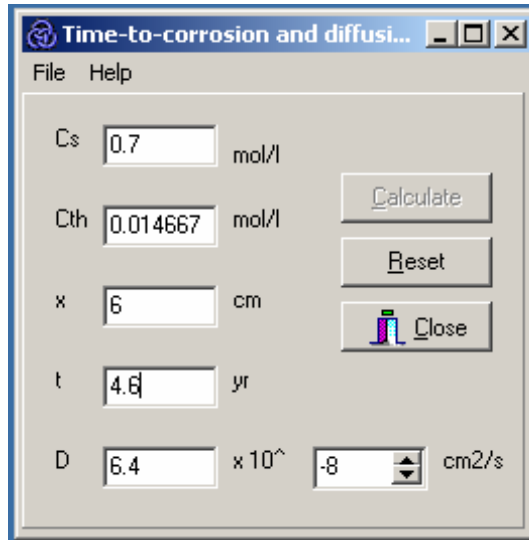 Time-to-corrosion and diffusi...
File Help
Cs 0.7 mol/l
Calculate
Cth 0.014667 mol/l
Reset
x 6 cm
Close
t 4.6 yr
D 6.4 x 10^ -8 cm2/s